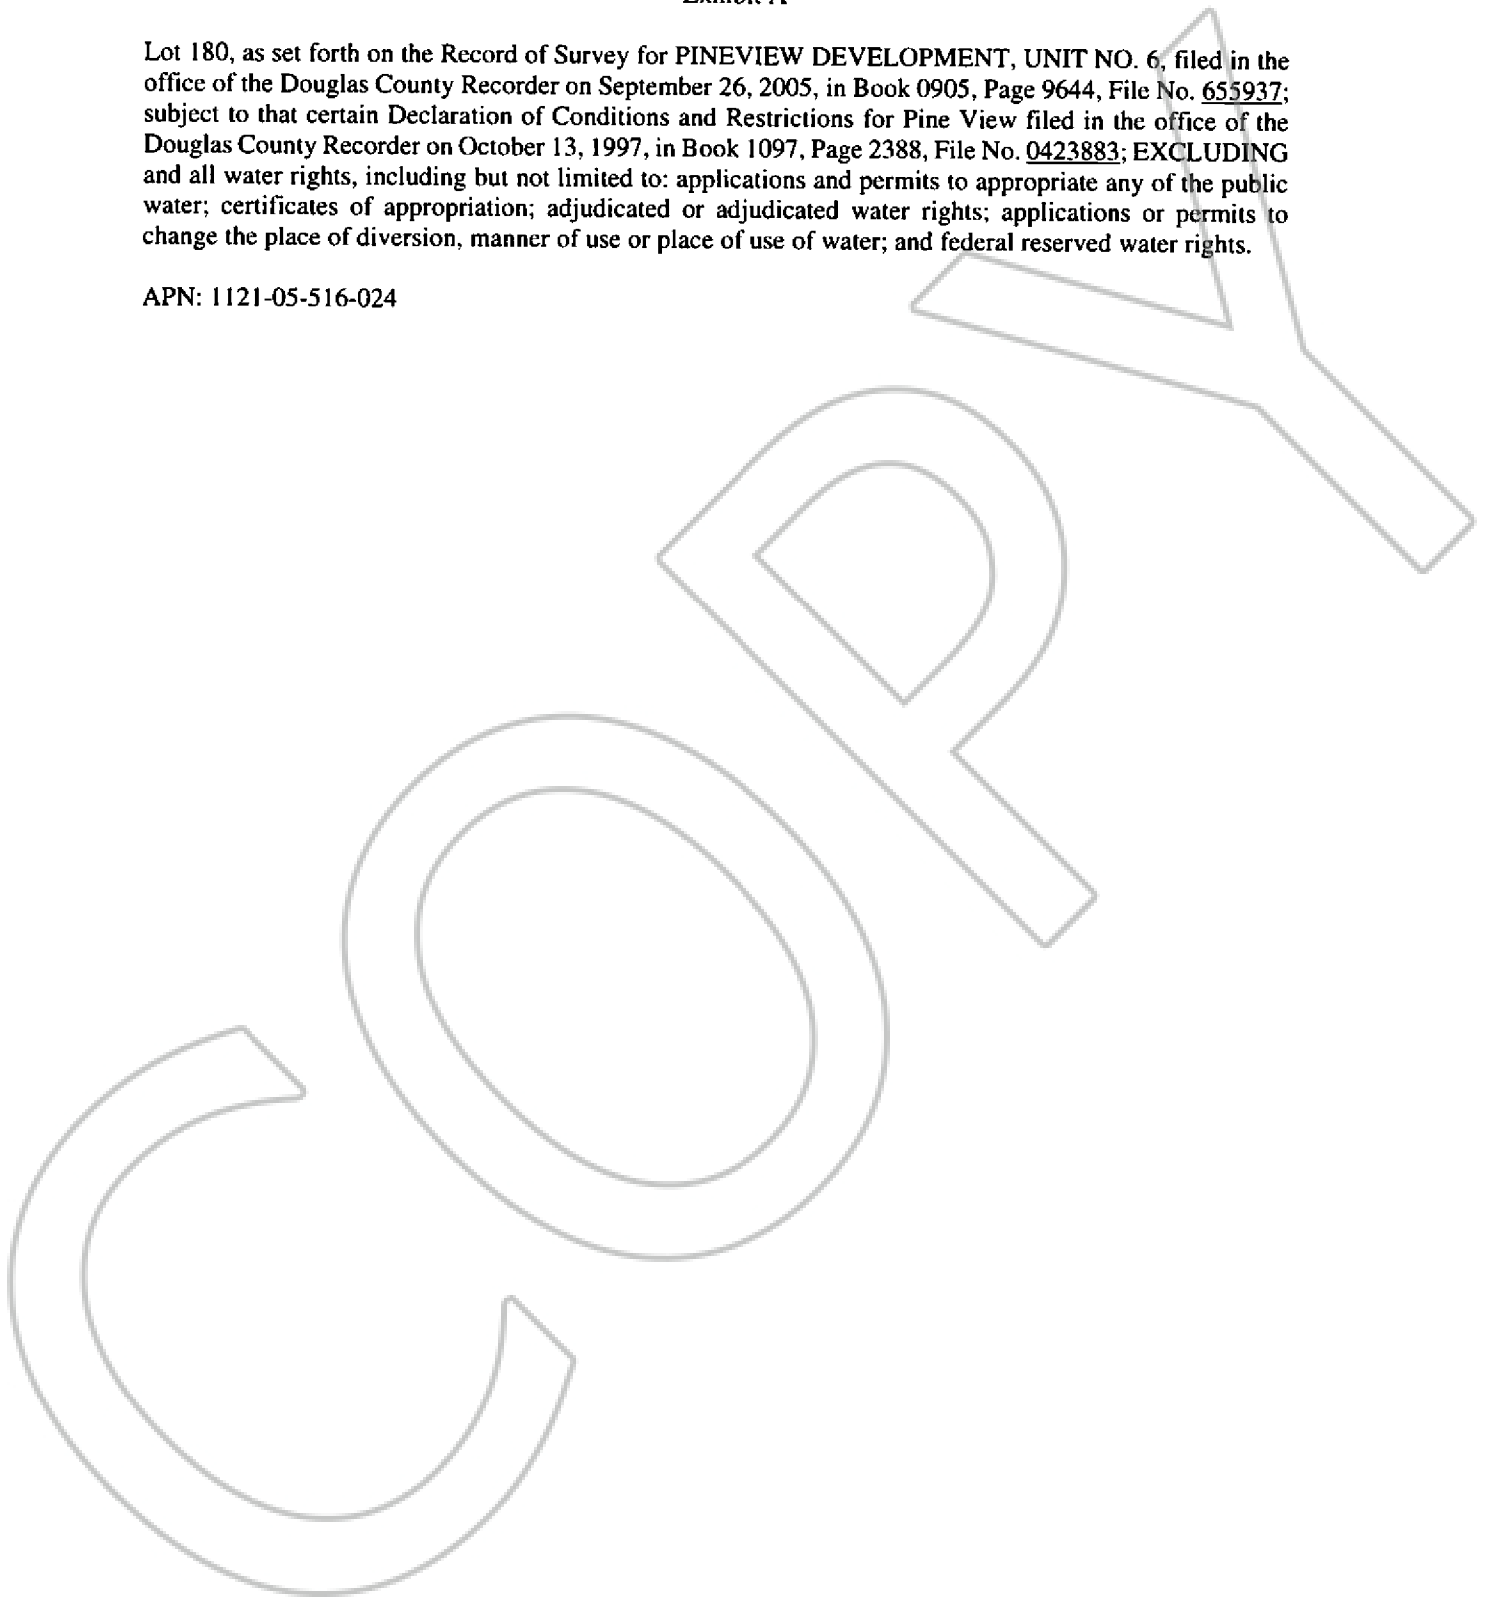 Exhibit A
Lot 180, as set forth on the Record of Survey for PINEVIEW DEVELOPMENT, UNIT NO. 6, filed in the
office of the Douglas County Recorder on September 26, 2005, in Book 0905, Page 9644, File No. 655937;
subject to that certain Declaration of Conditions and Restrictions for Pine View filed in the office of the
Douglas County Recorder on October 13, 1997, in Book 1097, Page 2388, File No. 0423883; EXCLUDING
and all water rights, including but not limited to: applications and permits to appropriate any of the public
water; certificates of appropriation; adjudicated or adjudicated water rights; applications or permits to
change the place of diversion, manner of use or place of use of water; and federal reserved water rights.
APN: 1121-05-516-024
COPY